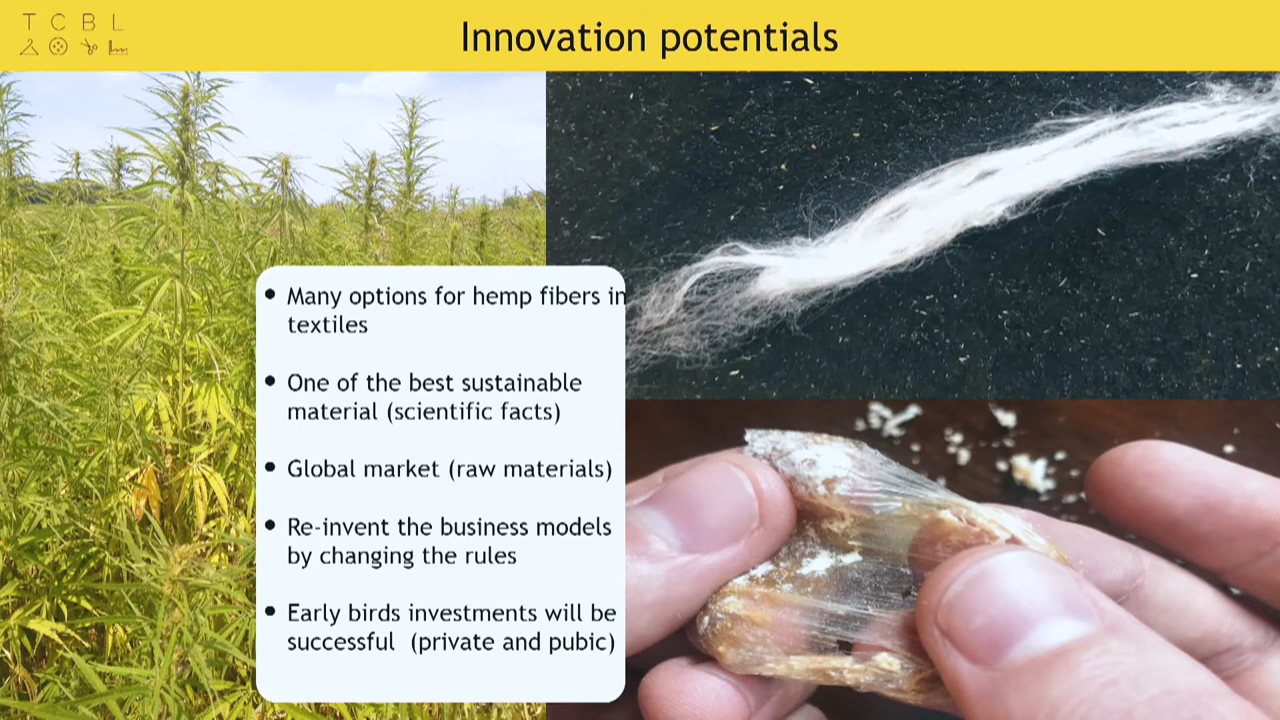 T C B L
Innovation potentials
• Many options for hemp fibers in
textiles
• One of the best sustainable
material (scientific facts)
• Global market (raw materials)
• Re-invent the business models
by changing the rules
• Early birds investments will be
successful (private and pubic)